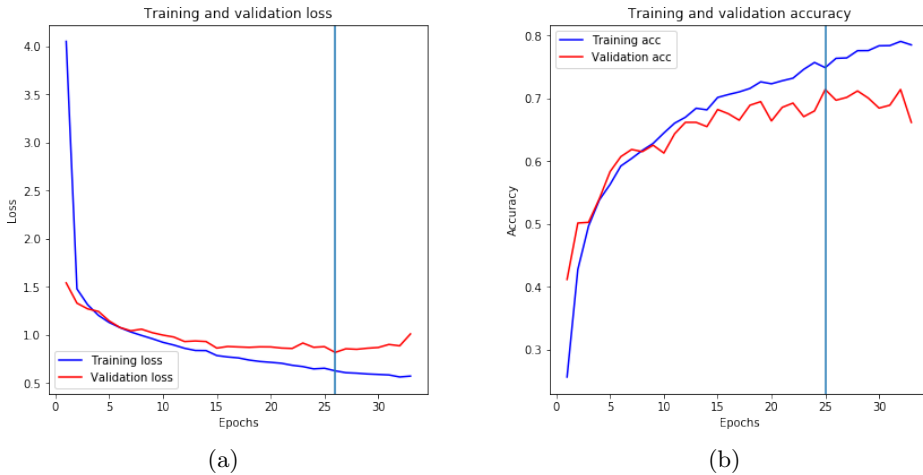 Training and validation loss
4.0
3.5
3.0
2.5
2.0
1.5
1.0
0.5
Loss
Training loss
Validation loss
0 5 10 15 20 25 30
Epochs
(a)
Training and validation accuracy
0.8
0.7
0.6
0.5
0.4
0.3
Accuracy
Training acc
Validation acc
0 5 10 15 20 25 30
Epochs
(b)